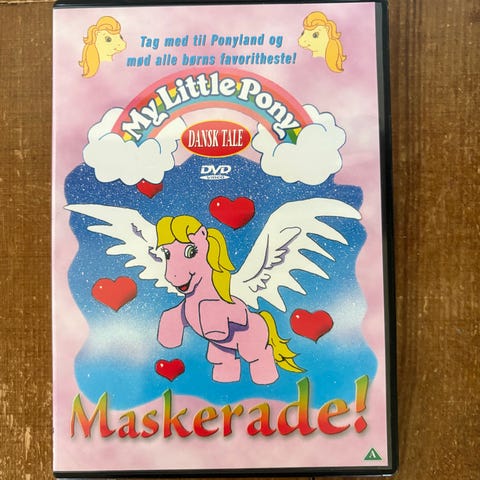 Tag med til Ponyland og
mød alle børns favoritheste!
My Little Pony
DANSK TALE
DVD
Maskerade!
A